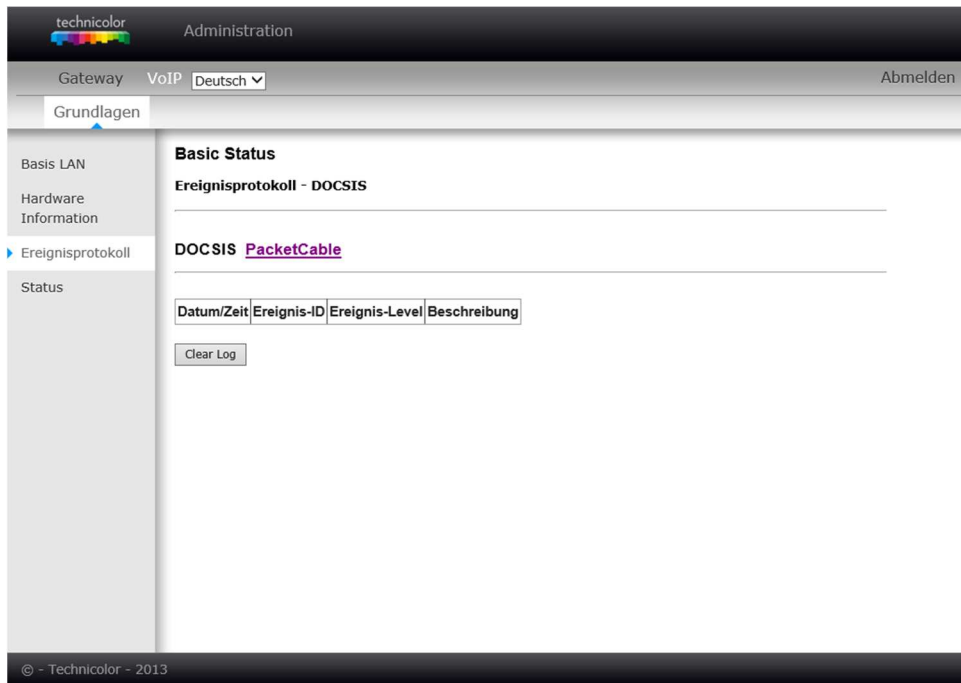 technicolor
Administration
Gateway VoIP Deutsch Abmelden
Grundlagen
Basis LAN
Hardware
Information
Ereignisprotokoll
Status
Basic Status
Ereignisprotokoll - DOCSIS
DOCSIS PacketCable
Datum/Zeit Ereignis-ID Ereignis-Level Beschreibung
Clear Log
© - Technicolor - 2013